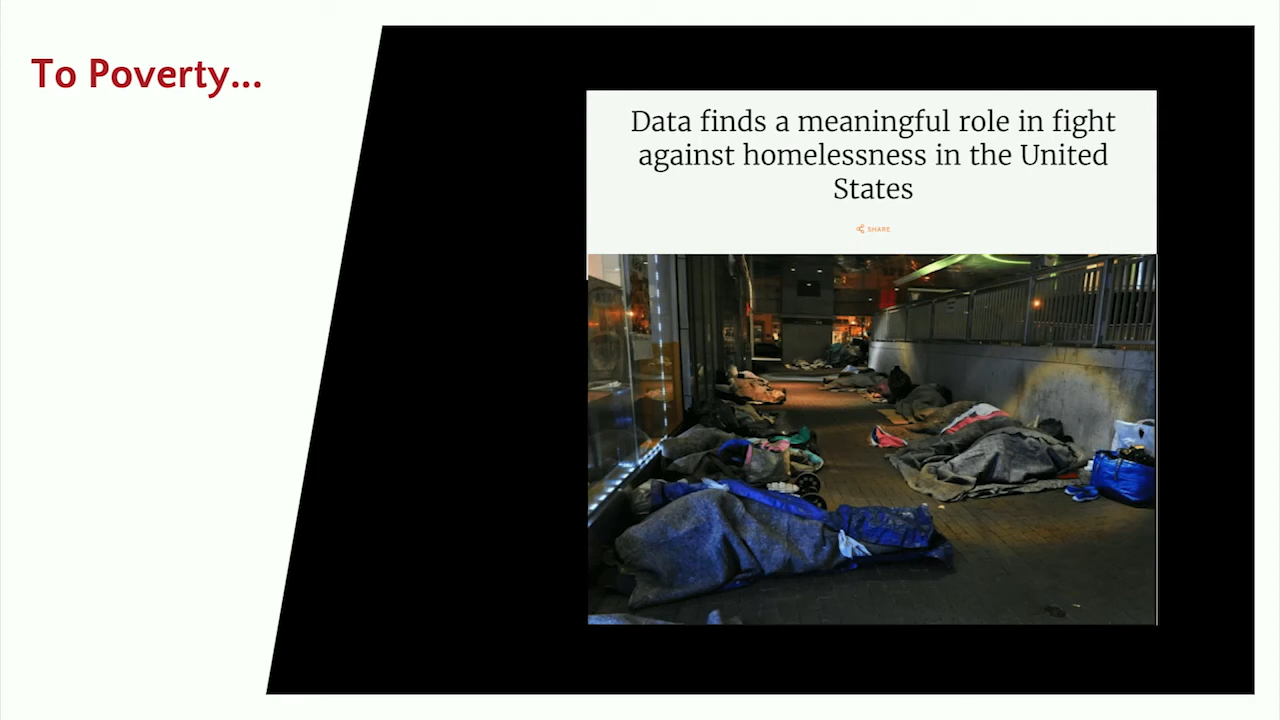 To Poverty...
Data finds a meaningful role in fight
against homelessness in the United
States
SHARE